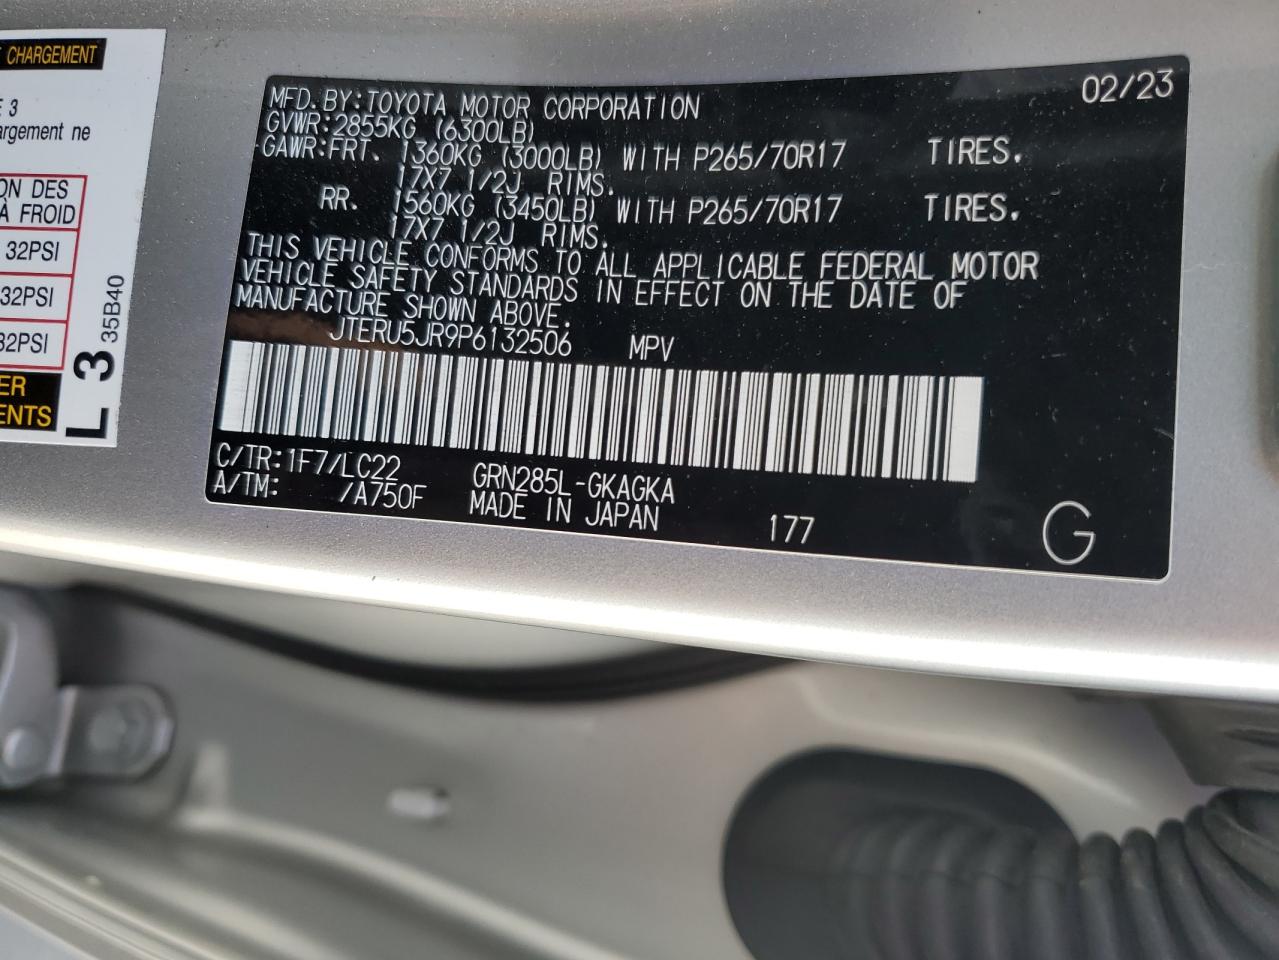 CHARGEMENT
E 3
argement ne
ON DES
À FROID
32PSI
32PSI
32PSI
ER
ENTS
L 3 35B40
02/23
MFD.BY:TOYOTA MOTOR CORPORATION
GVWR:2855KG (6300LB)
GAWR:FRT. 1360KG (3000LB) WITH P265/70R17 TIRES.
17X7 1/2J RIMS.
RR. 1560KG (3450LB) WITH P265/70R17 TIRES.
17X7 1/2J RIMS.
THIS VEHICLE CONFORMS TO ALL APPLICABLE FEDERAL MOTOR
VEHICLE SAFETY STANDARDS IN EFFECT ON THE DATE OF
MANUFACTURE SHOWN ABOVE.
JTERU5JR9P6132506 MPV
C/TR:1F7/LC22 GRN285L-GKAGKA
A/TM: /A750F MADE IN JAPAN 177
G